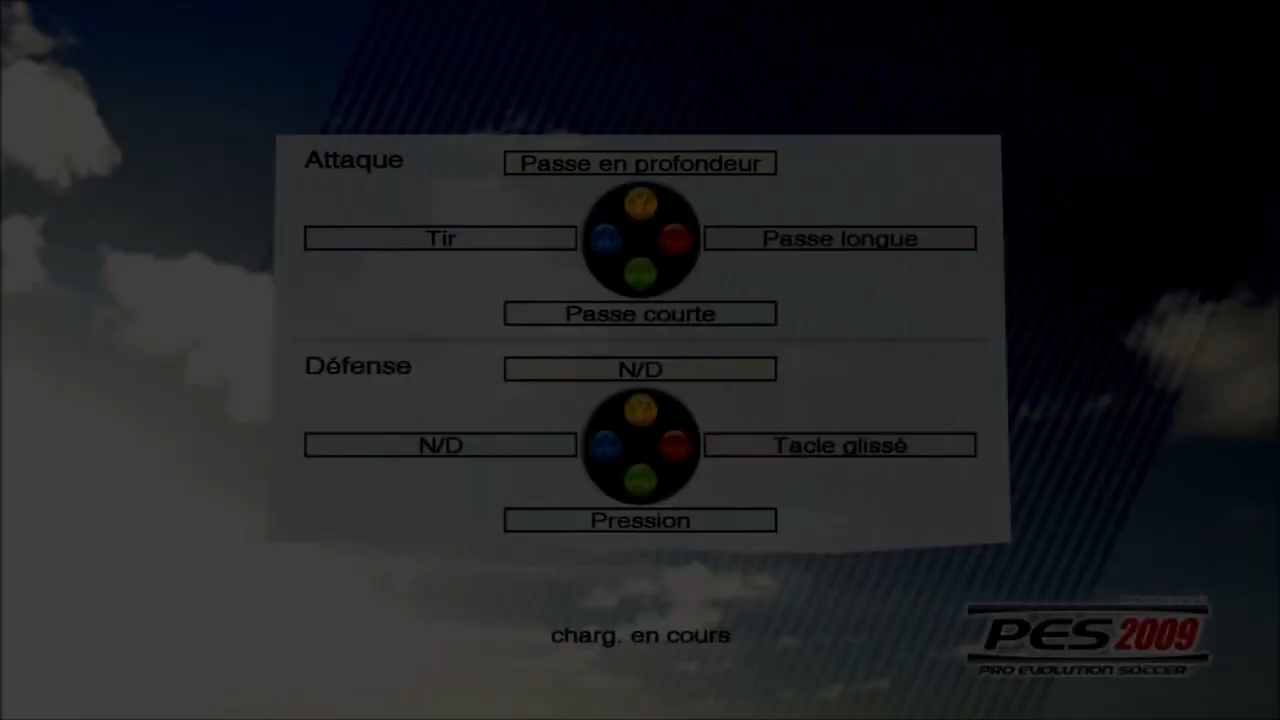 Attaque
Passe en profondeur
Y
Tir
Passe longue
Passe courte
Défense
N/D
Y
N/D
Tacle glissé
Pression
charg. en cours
PES 2009
PRO EVOLUTION SOCCER